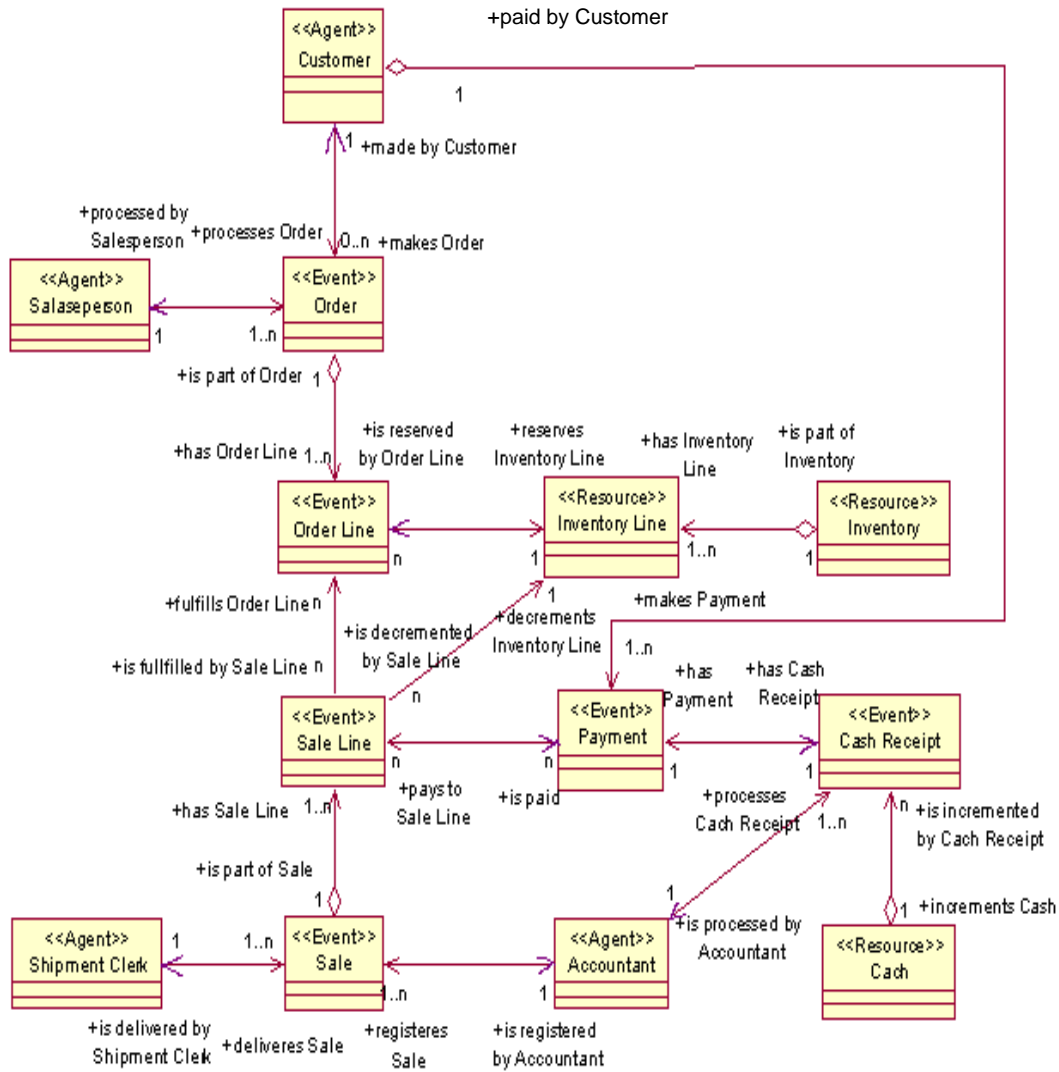 +paid by Customer
<<Agent>>
Customer
1
1
+made by Customer
+processed by
Salesperson
+processes Order
0..n
+makes Order
<<Agent>>
Salaseperson
<<Event>>
Order
1
1..n
+is part of Order
1
+has Order Line
1..n
+is reserved
by Order Line
+reserves
Inventory Line
+has Inventory
Line
+is part of
Inventory
<<Event>>
Order Line
<<Resource>>
Inventory Line
<<Resource>>
Inventory
n
1
1..n
1
+fulfills Order Line
n
1
+makes Payment
+is decremented
by Sale Line
+decrements
Inventory Line
1..n
+is fullfilled by Sale Line
n
n
+has
Payment
+has Cash
Receipt
<<Event>>
Sale Line
<<Event>>
Payment
<<Event>>
Cash Receipt
n
n
1
1
+has Sale Line
1..n
+pays to
Sale Line
+is paid
+processes
Cach Receipt
1..n
n
+is incremented
by Cach Receipt
+is part of Sale
1
1
+is processed by
Accountant
1
+increments Cash
<<Agent>>
Shipment Clerk
1
1..n
<<Event>>
Sale
1..n
1
<<Agent>>
Accountant
<<Resource>>
Cach
+is delivered by
Shipment Clerk
+deliveres Sale
+registeres
Sale
+is registered
by Accountant